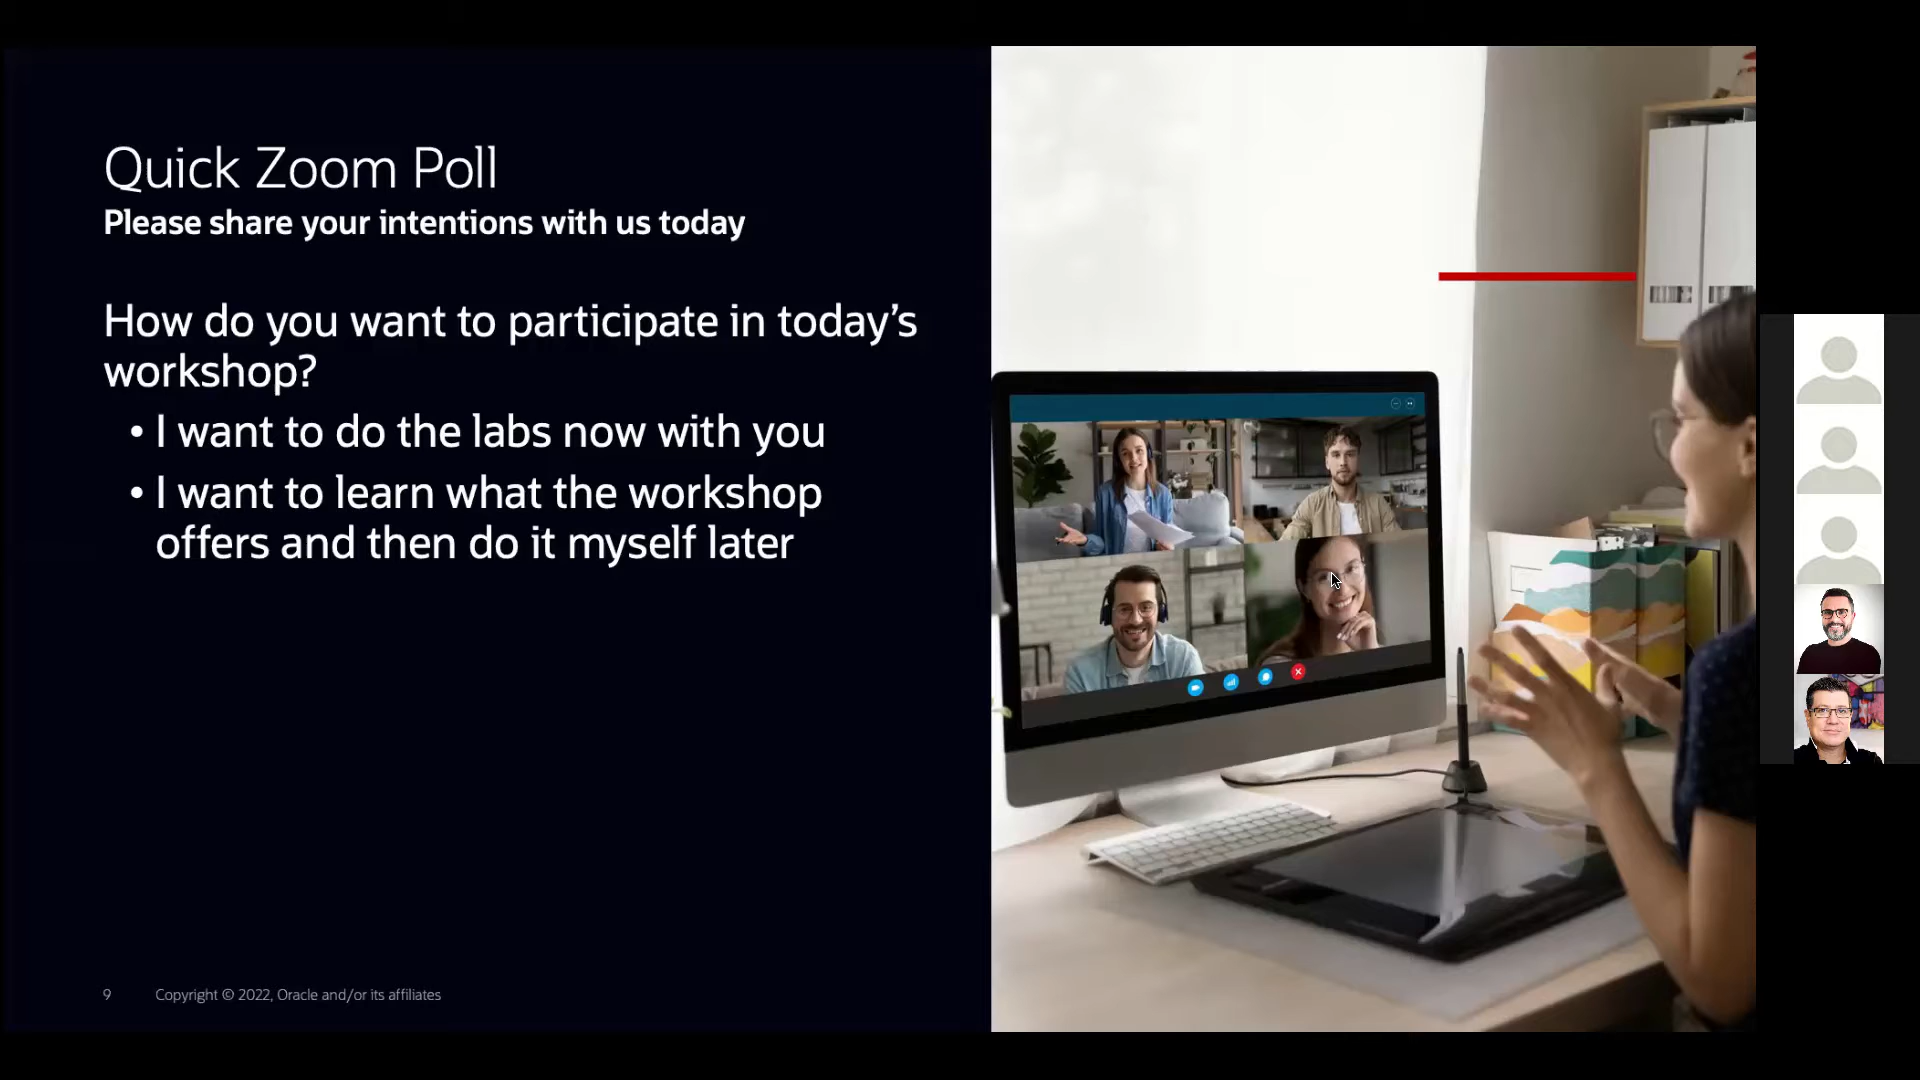 Quick Zoom Poll
Please share your intentions with us today
How do you want to participate in today’s
workshop?
• I want to do the labs now with you
• I want to learn what the workshop
offers and then do it myself later
9 Copyright © 2022, Oracle and/or its affiliates